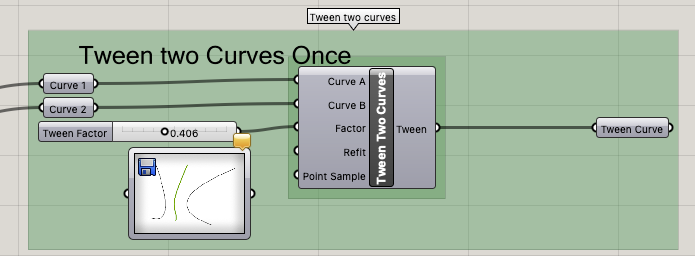 Tween two curves
Tween two Curves Once
Curve 1
Curve 2
Tween Factor
0.406
Curve A
Curve B
Factor
Refit
Point Sample
Tween Two Curves
Tween
Tween Curve